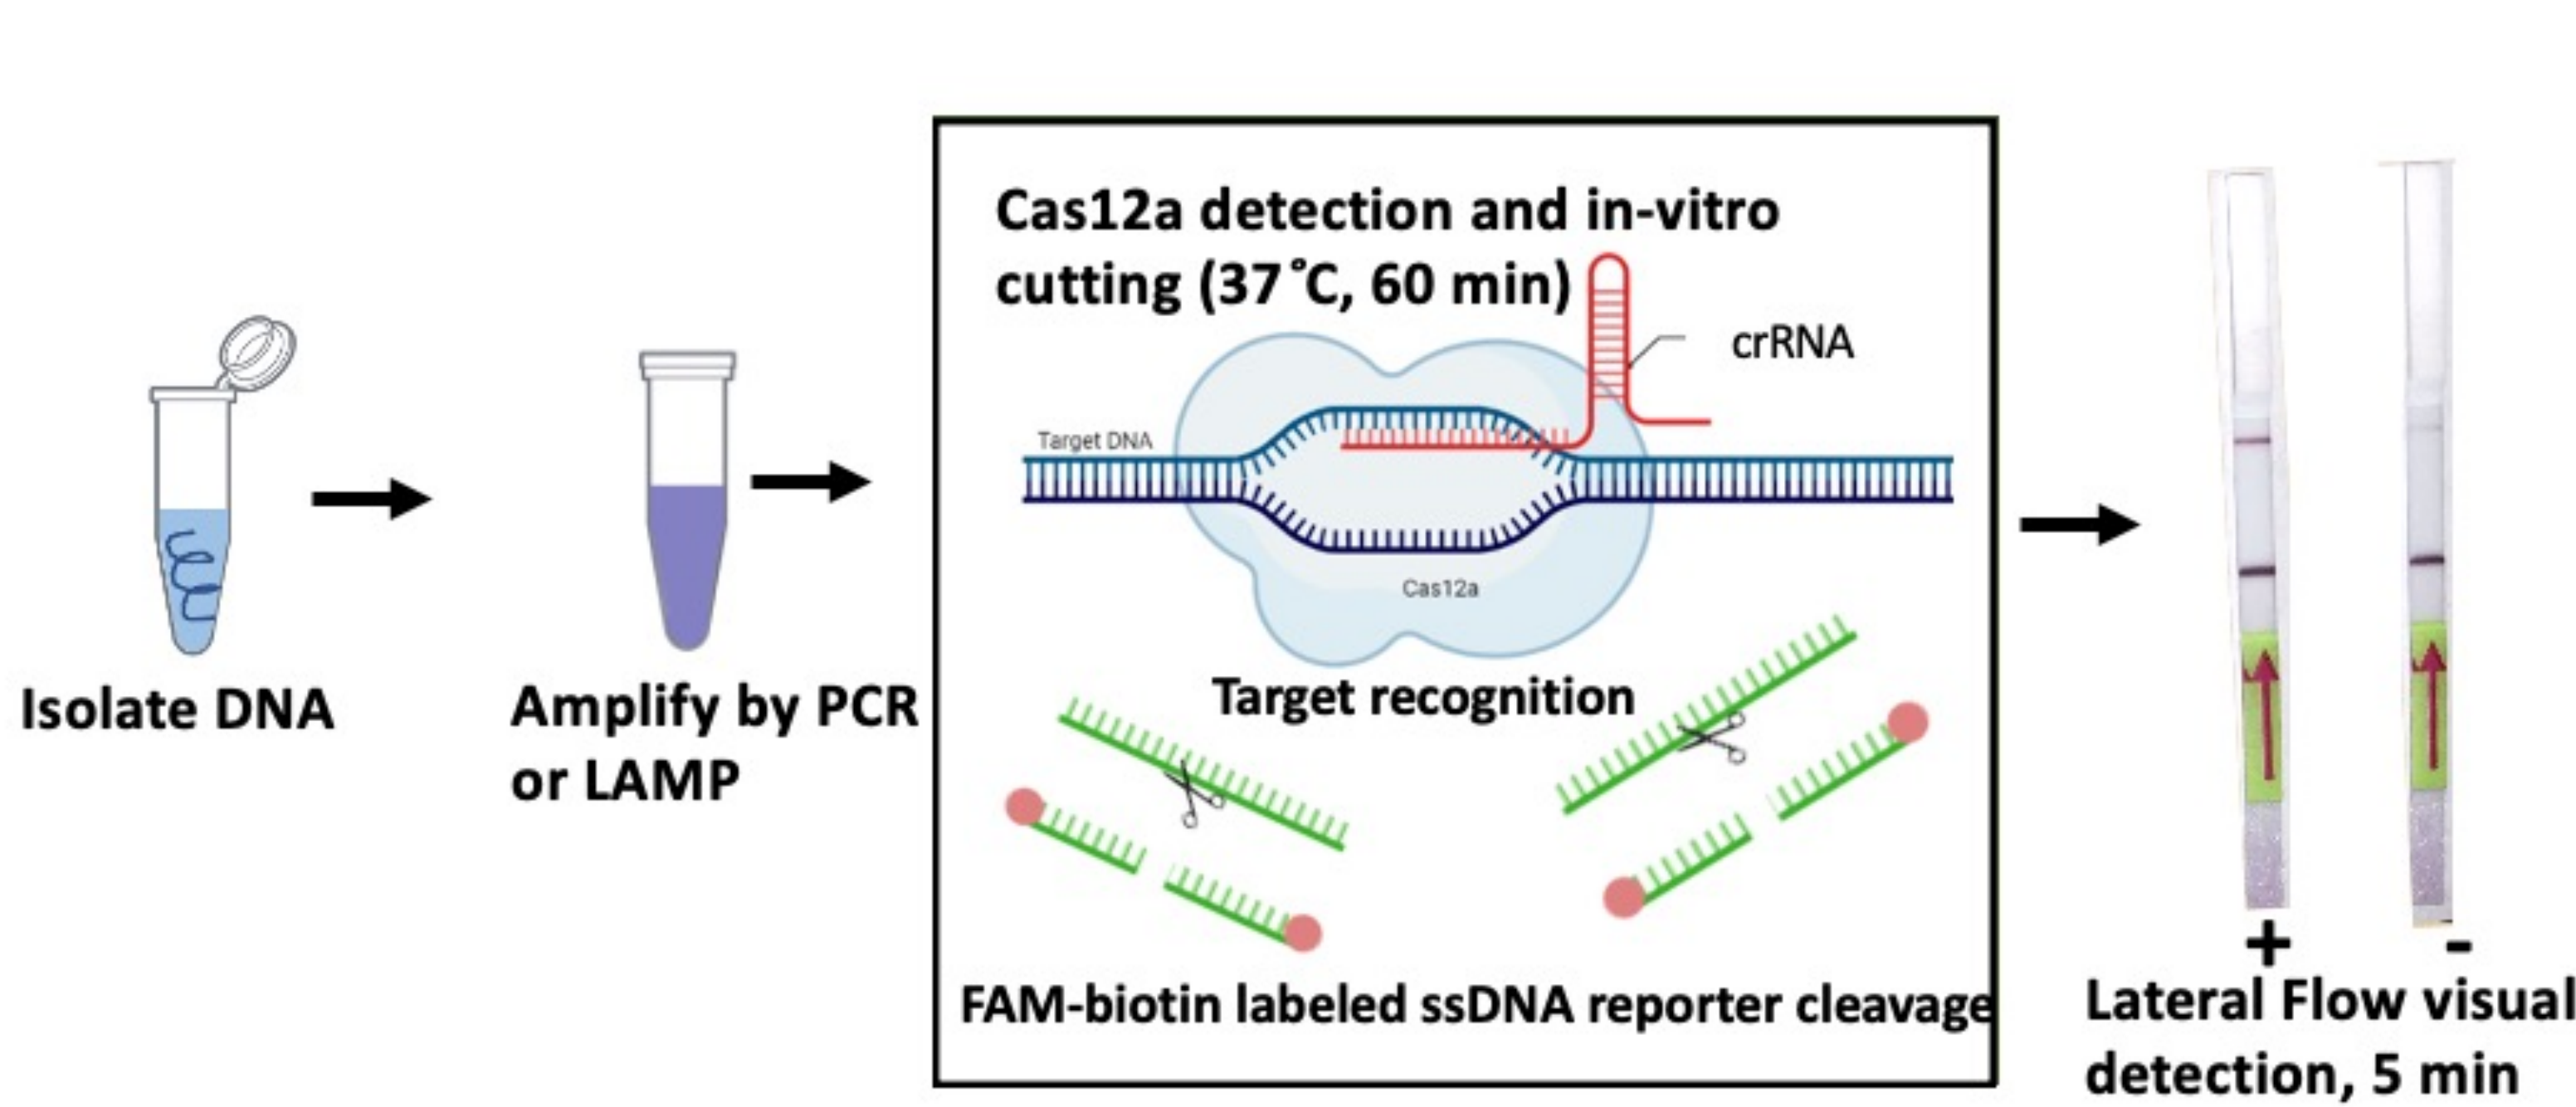 Isolate DNA
Amplify by PCR
or LAMP
Cas12a detection and in-vitro
cutting (37˚C, 60 min)
crRNA
Target DNA
Cas12a
Target recognition
FAM-biotin labeled ssDNA reporter cleavage
+ -
Lateral Flow visual
detection, 5 min